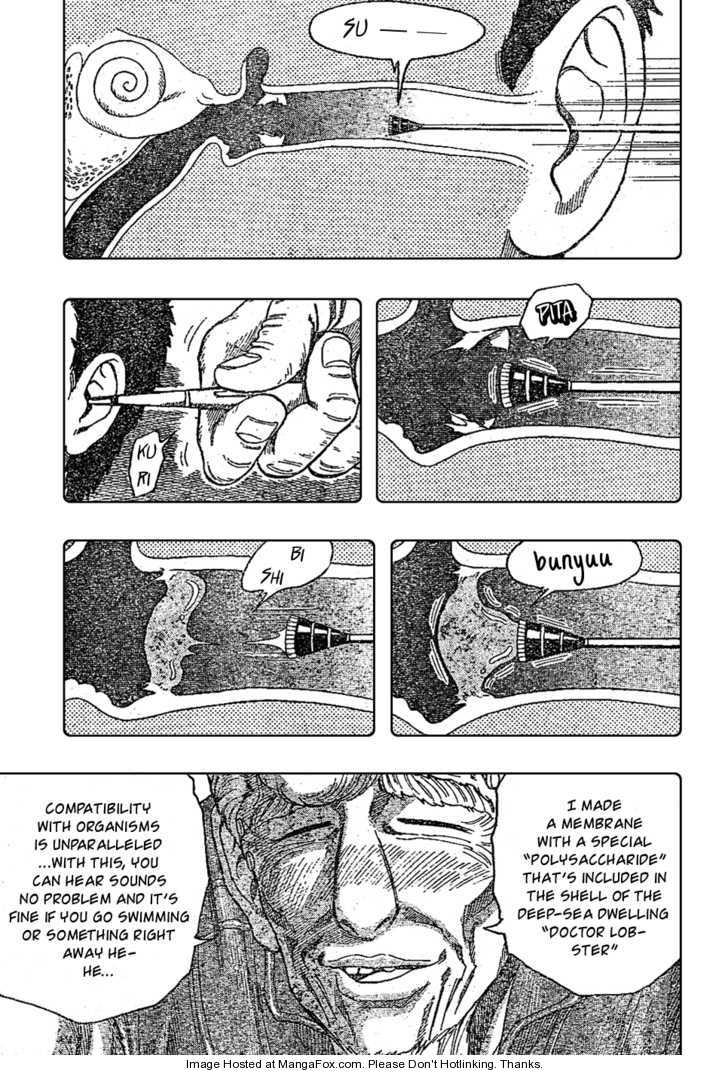 SU — —
PITA
KU
RI
bunyuu
BI
SHI
I MADE
A MEMBRANE
WITH A SPECIAL
"POLYSACCHARIDE"
THAT'S INCLUDED IN
THE SHELL OF THE
DEEP-SEA DWELLING
"DOCTOR LOB-
STER"
COMPATIBILITY
WITH ORGANISMS
IS UNPARALLELED
...WITH THIS, YOU
CAN HEAR SOUNDS
NO PROBLEM AND IT'S
FINE IF YOU GO SWIMMING
OR SOMETHING RIGHT
AWAY HE-
HE...
Image Hosted at MangaFox.com. Please Don't Hotlinking. Thanks.